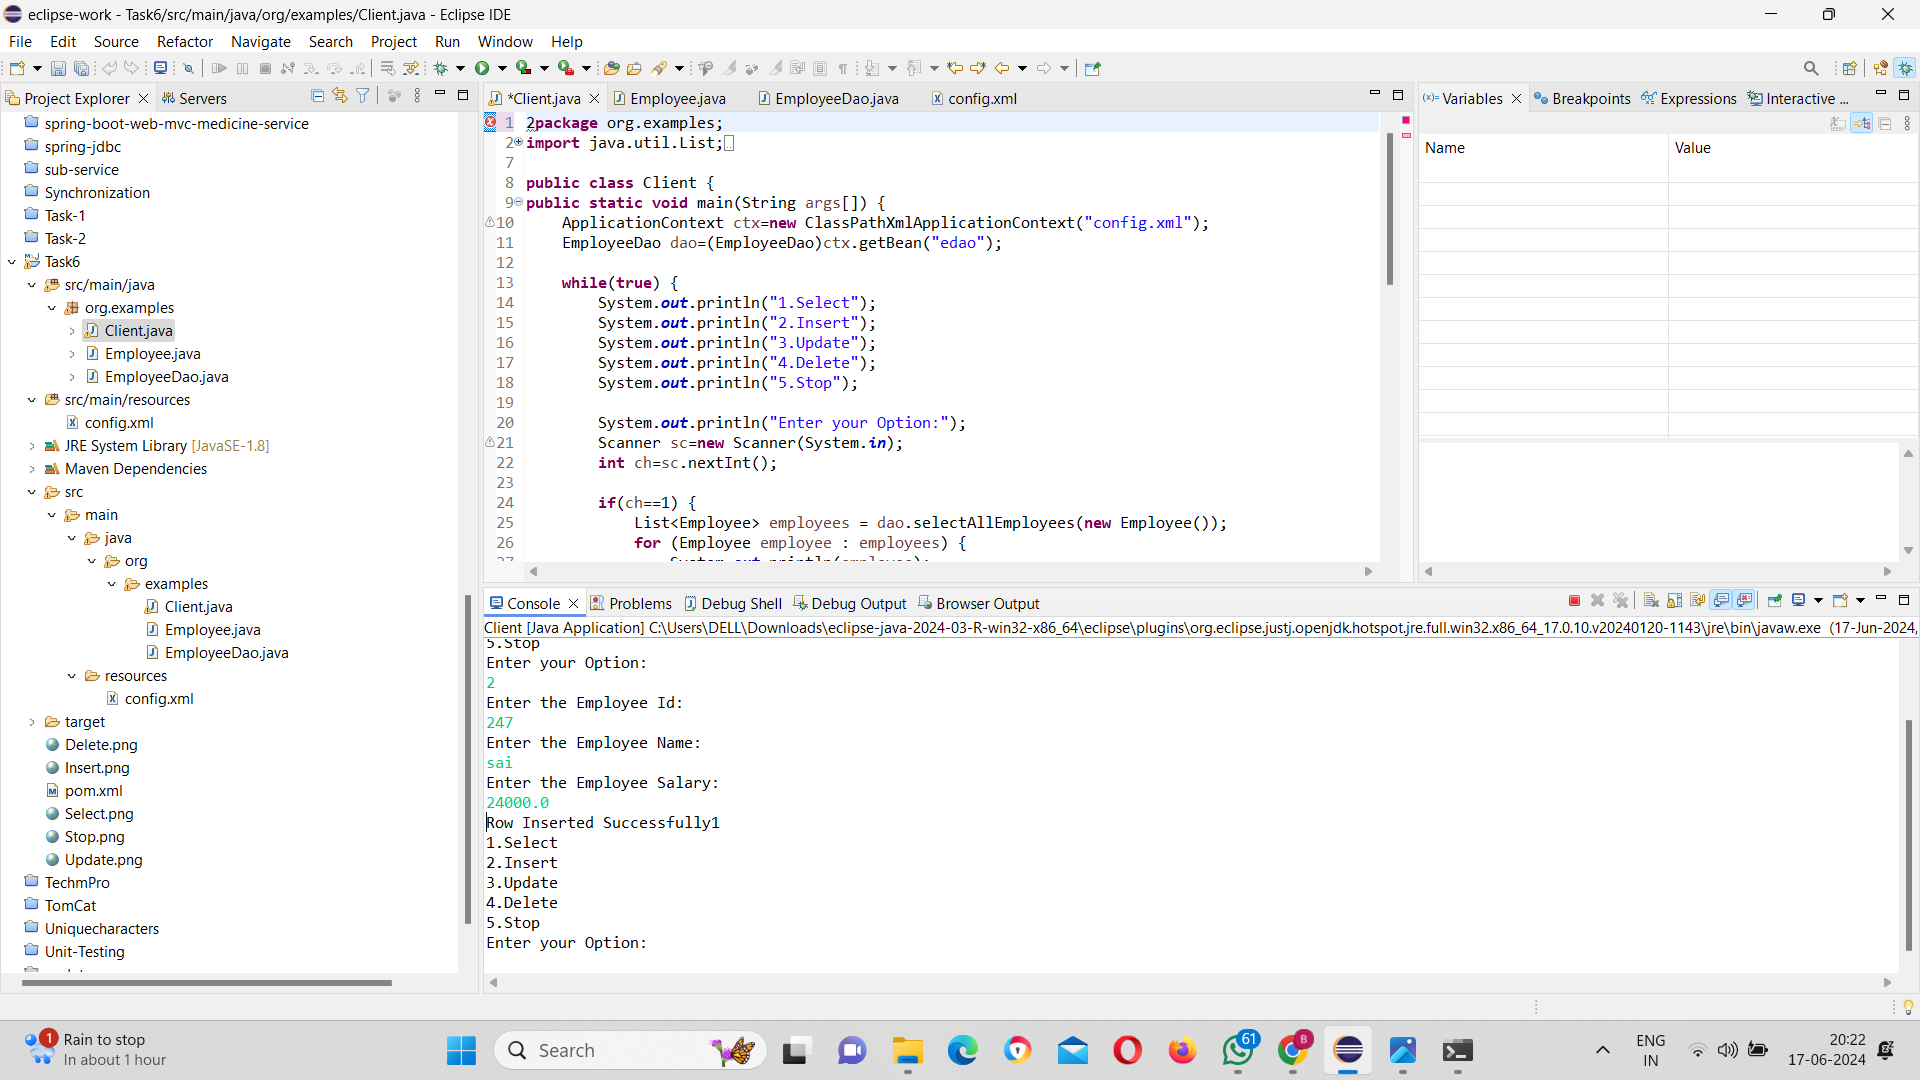 eclipse-work - Task6/src/main/java/org/examples/Client.java - Eclipse IDE
File Edit Source Refactor Navigate Search Project Run Window Help
Project Explorer
Servers
spring-boot-web-mvc-medicine-service
spring-jdbc
sub-service
Synchronization
Task-1
Task-2
Task6
src/main/java
org.examples
Client.java
Employee.java
EmployeeDao.java
src/main/resources
config.xml
JRE System Library [JavaSE-1.8]
Maven Dependencies
src
main
java
org
examples
Client.java
Employee.java
EmployeeDao.java
resources
config.xml
target
Delete.png
Insert.png
pom.xml
Select.png
Stop.png
Update.png
TechmPro
TomCat
Uniquecharacters
Unit-Testing
*Client.java Employee.java EmployeeDao.java config.xml
1 2package org.examples;
2 import java.util.List;
7
8 public class Client {
9 public static void main(String args[]) {
10 ApplicationContext ctx=new ClassPathXmlApplicationContext("config.xml");
11 EmployeeDao dao=(EmployeeDao)ctx.getBean("edao");
12
13 while(true) {
14 System.out.println("1.Select");
15 System.out.println("2.Insert");
16 System.out.println("3.Update");
17 System.out.println("4.Delete");
18 System.out.println("5.Stop");
19
20 System.out.println("Enter your Option:");
21 Scanner sc=new Scanner(System.in);
22 int ch=sc.nextInt();
23
24 if(ch==1) {
25 List<Employee> employees = dao.selectAllEmployees(new Employee());
26 for (Employee employee : employees) {
Variables Breakpoints Expressions Interactive ...
Name Value
Console Problems Debug Shell Debug Output Browser Output
Client [Java Application] C:\Users\DELL\Downloads\eclipse-java-2024-03-R-win32-x86_64\eclipse\plugins\org.eclipse.justj.openjdk.hotspot.jre.full.win32.x86_64_17.0.10.v20240120-1143\jre\bin\javaw.exe (17-Jun-2024,
5.Stop
Enter your Option:
2
Enter the Employee Id:
247
Enter the Employee Name:
sai
Enter the Employee Salary:
24000.0
Row Inserted Successfully1
1.Select
2.Insert
3.Update
4.Delete
5.Stop
Enter your Option:
1
Rain to stop
In about 1 hour
Search
61
B
ENG
IN
20:22
17-06-2024